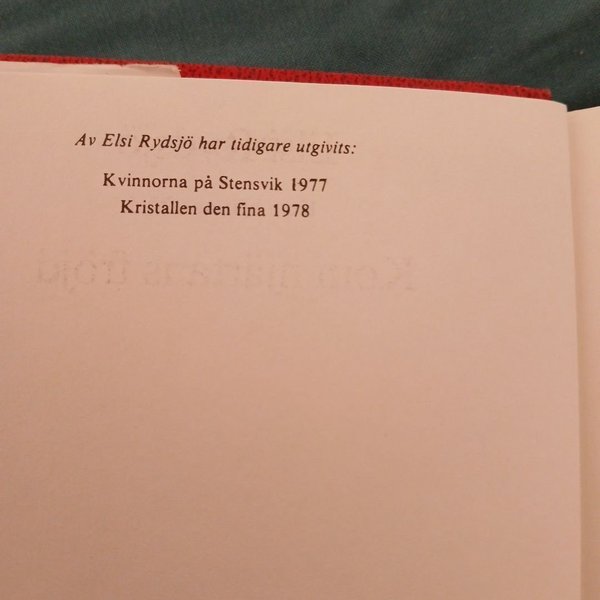 Av Elsi Rydsjö har tidigare utgivits:
Kvinnorna på Stensvik 1977
Kristallen den fina 1978